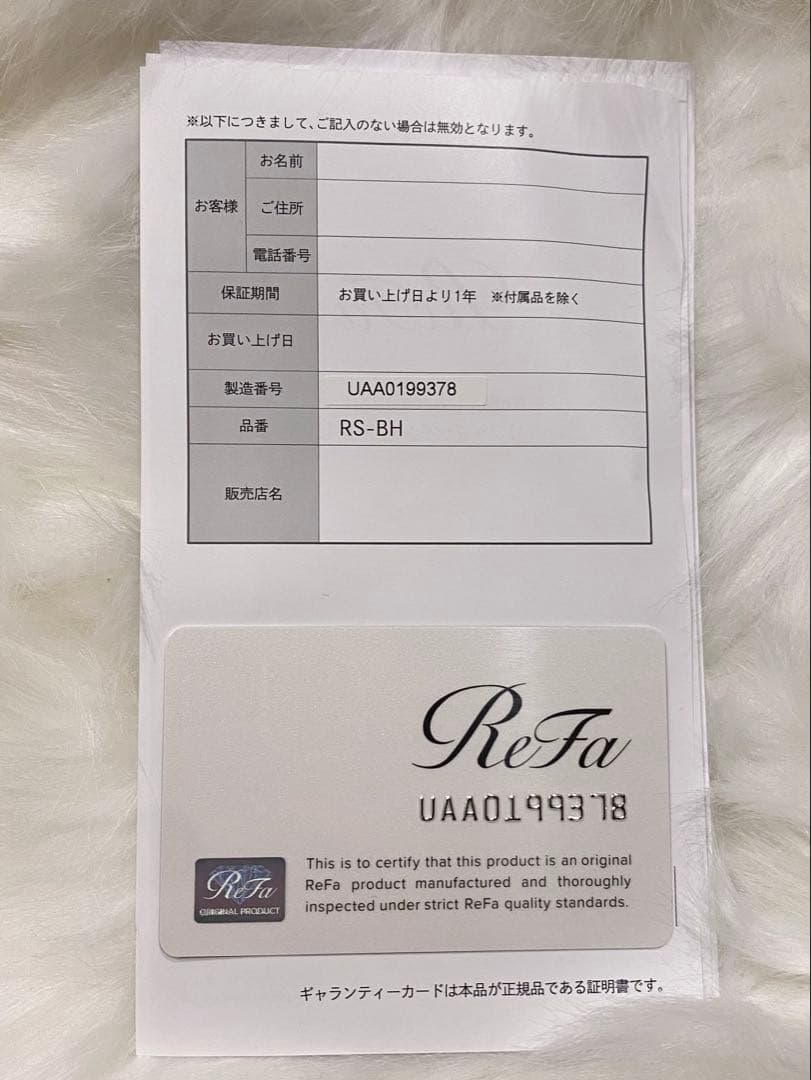 ※以下につきまして、ご記入のない場合は無効となります。
お客様
お名前
ご住所
電話番号
保証期間 お買い上げ日より1年 ※付属品を除く
お買い上げ日
製造番号 UAA0199378
品番 RS-BH
販売店名
ReFa
UAA0199378
ReFa
ORIGINAL PRODUCT
This is to certify that this product is an original
ReFa product manufactured and thoroughly
inspected under strict ReFa quality standards.
ギャランティーカードは本品が正規品である証明書です。